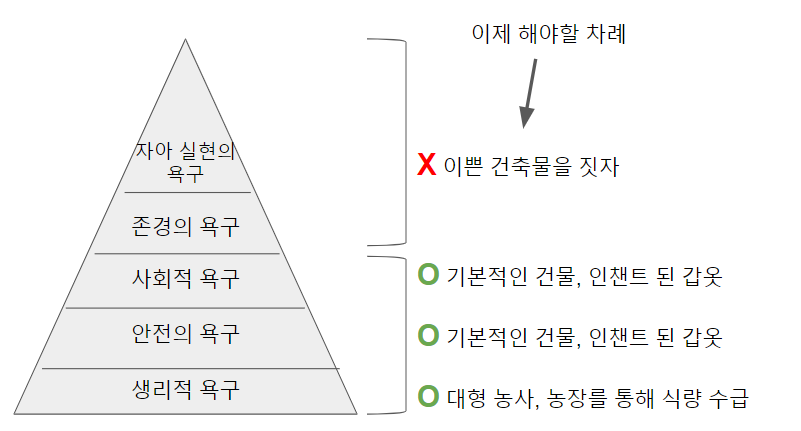 이제 해야할 차례
자아 실현의
욕구
X 이쁜 건축물을 짓자
존경의 욕구
사회적 욕구
O 기본적인 건물, 인챈트 된 갑옷
안전의 욕구
O 기본적인 건물, 인챈트 된 갑옷
생리적 욕구
O 대형 농사, 농장를 통해 식량 수급